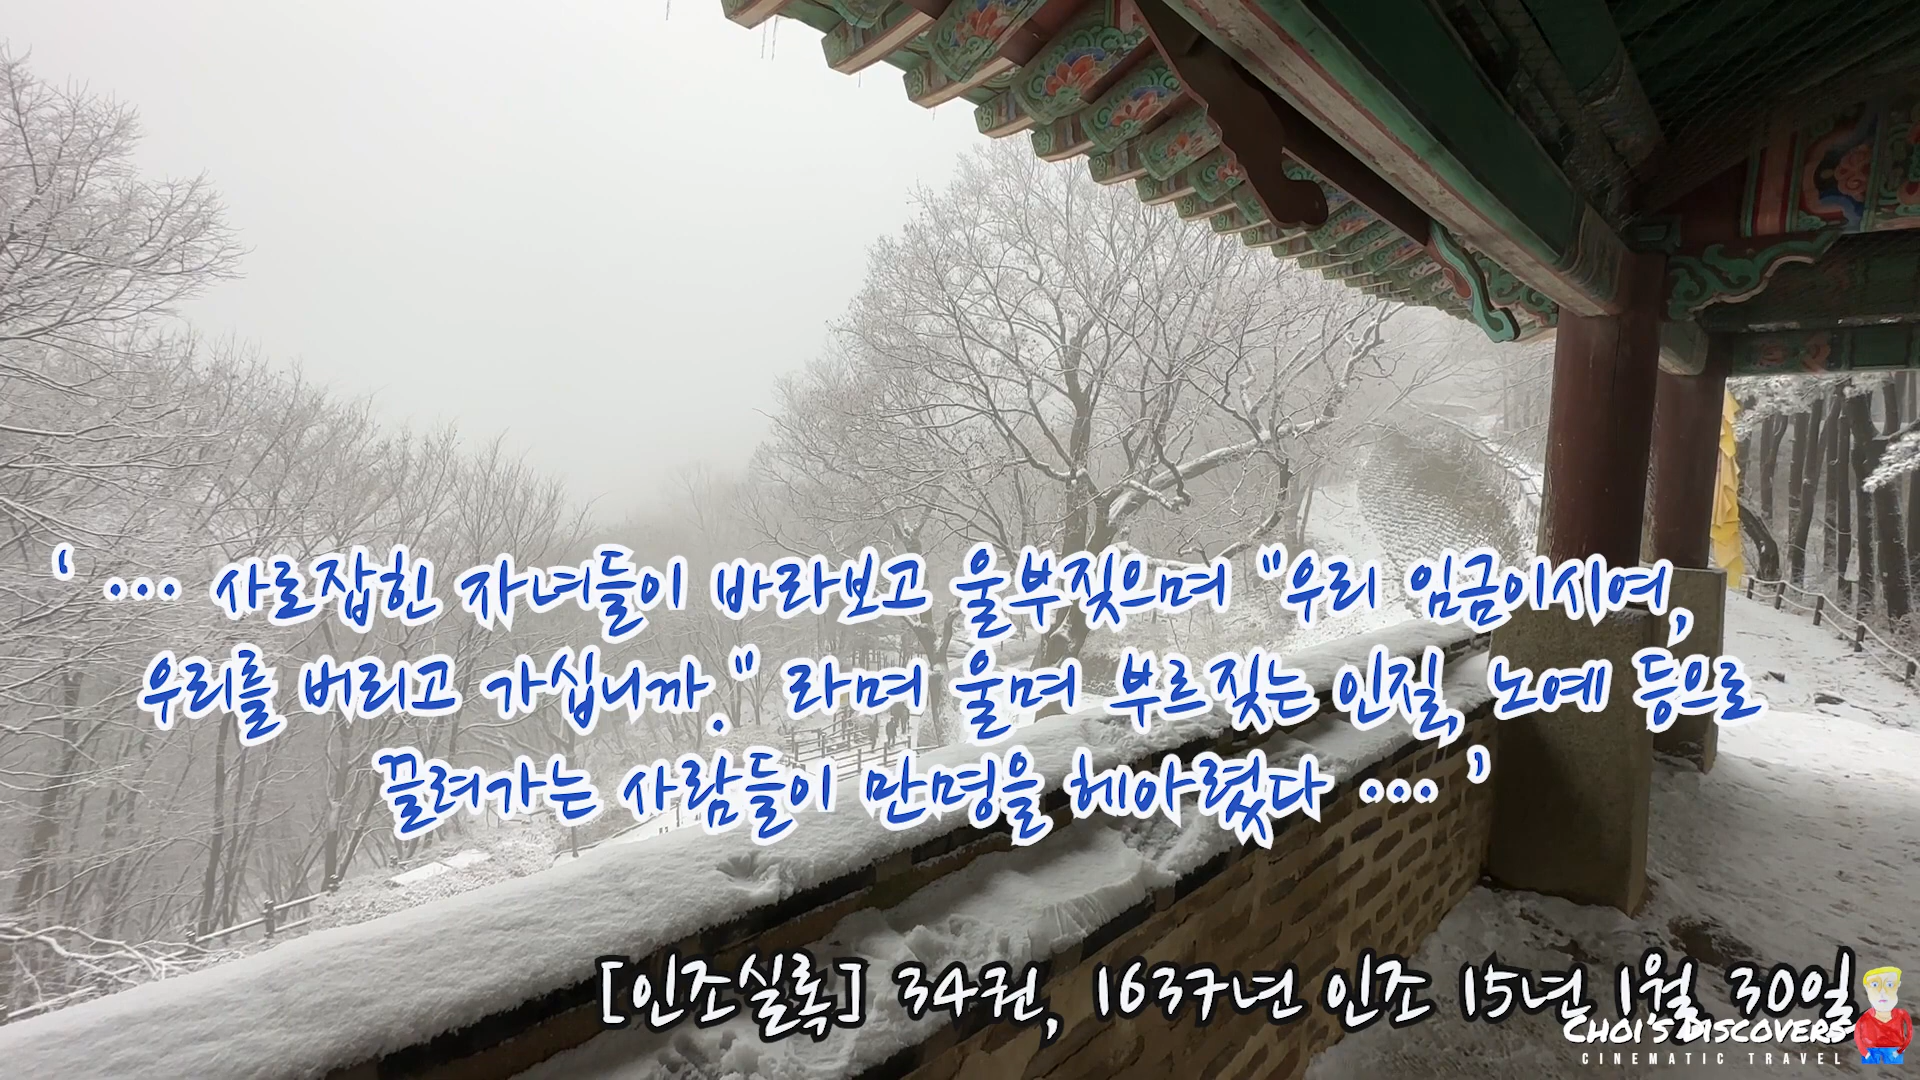 ‘ … 사로잡힌 자녀들이 바라보고 울부짖으며 "우리 임금이시여,
우리를 버리고 가십니까." 라며 울며 부르짖는 인질, 노예 등으로
끌려가는 사람들이 만명을 헤아렸다 … ’
[인조실록] 34권, 1637년 인조 15년 1월 30일
CHOI'S DISCOVERS
CINEMATIC TRAVEL